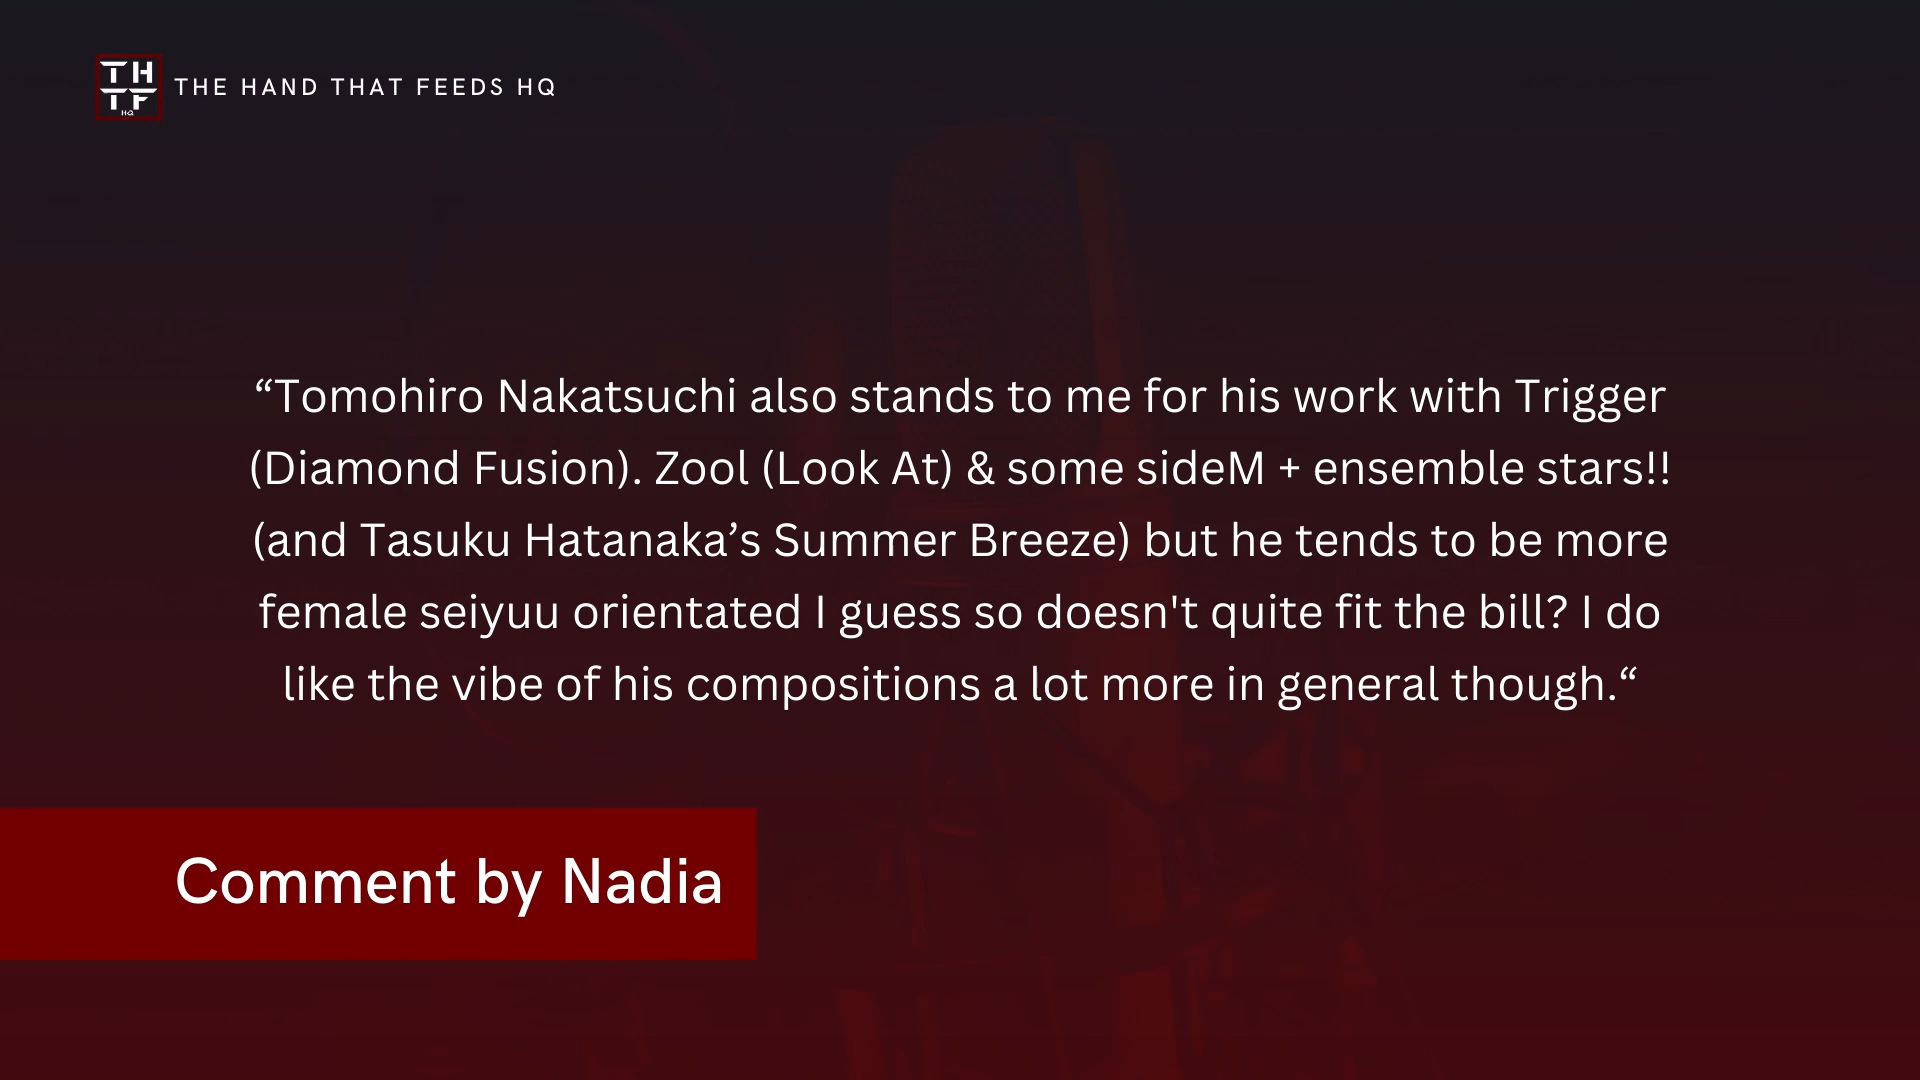 TH
TF
HQ
THE HAND THAT FEEDS HQ
“Tomohiro Nakatsuchi also stands to me for his work with Trigger
(Diamond Fusion). Zool (Look At) & some sideM + ensemble stars!!
(and Tasuku Hatanaka’s Summer Breeze) but he tends to be more
female seiyuu orientated I guess so doesn't quite fit the bill? I do
like the vibe of his compositions a lot more in general though.“
Comment by Nadia